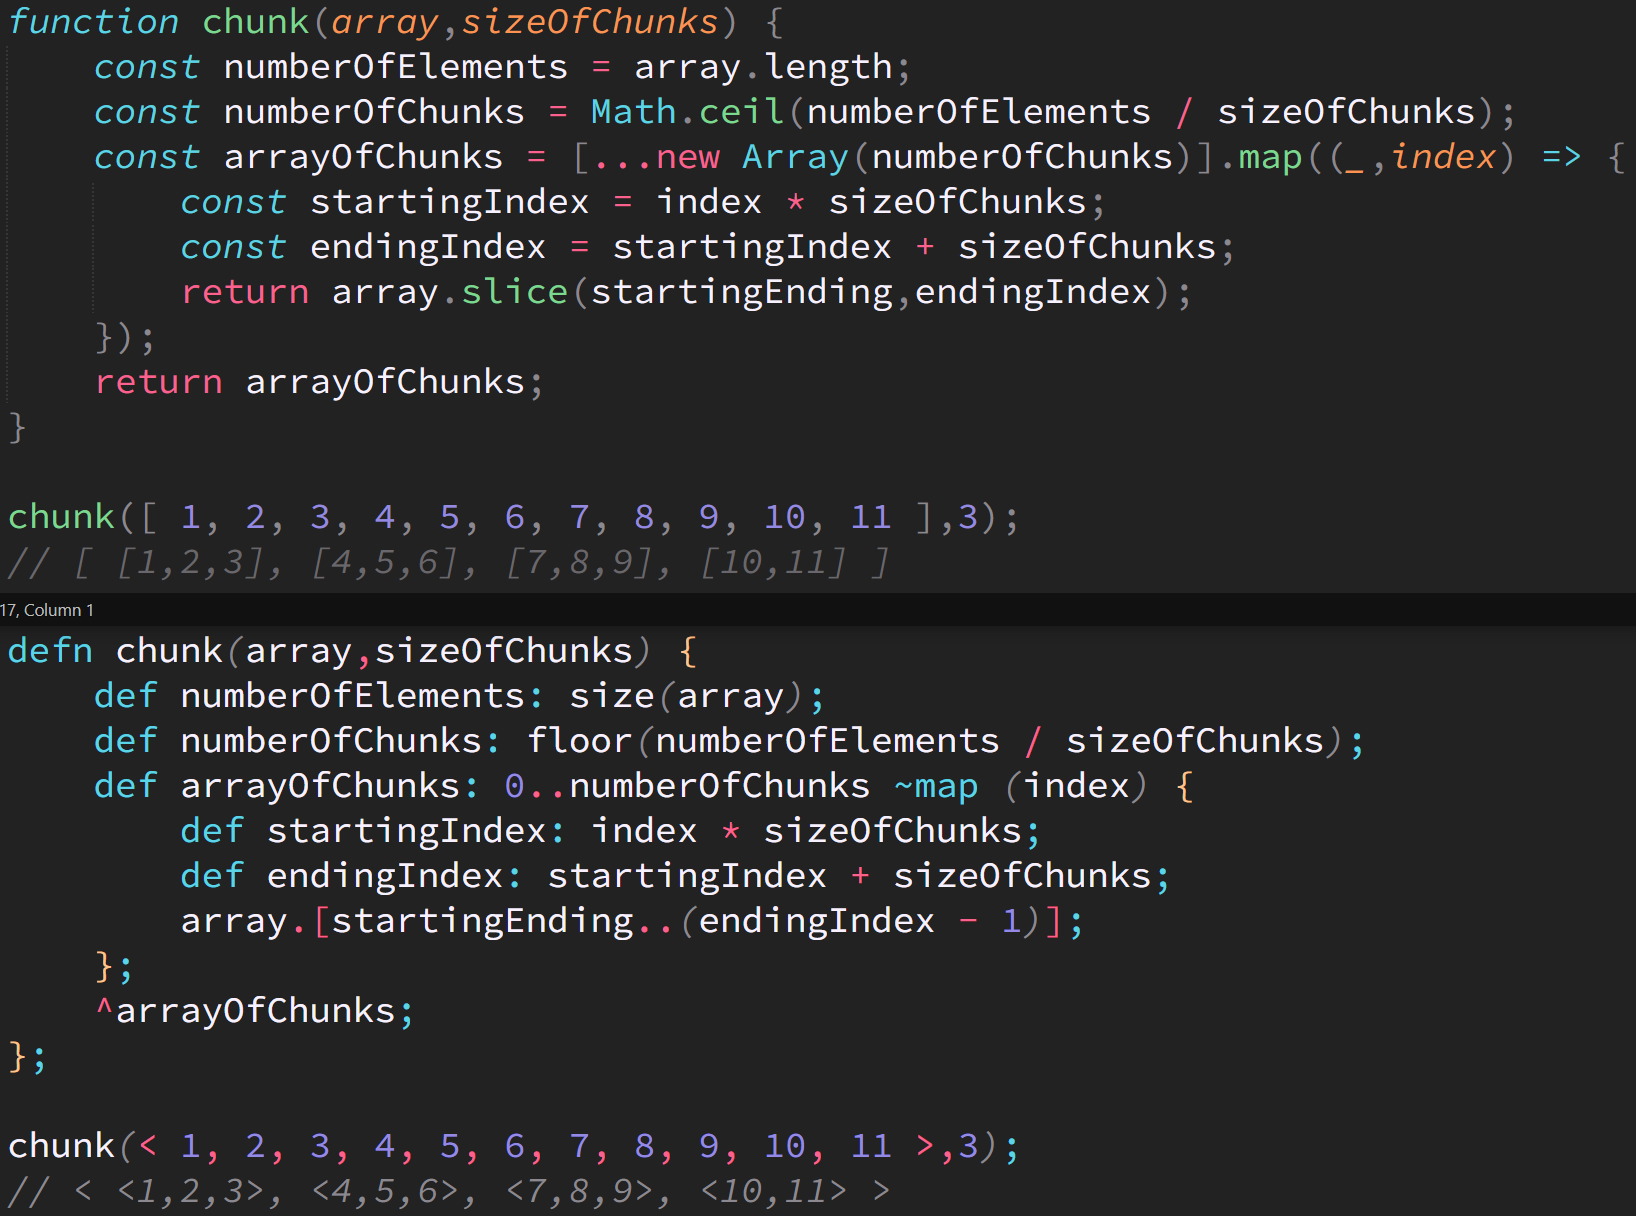 function chunk(array,sizeOfChunks) {
    const numberOfElements = array.length;
    const numberOfChunks = Math.ceil(numberOfElements / sizeOfChunks);
    const arrayOfChunks = [...new Array(numberOfChunks)].map((_,index) => {
        const startingIndex = index * sizeOfChunks;
        const endingIndex = startingIndex + sizeOfChunks;
        return array.slice(startingEnding,endingIndex);
    });
    return arrayOfChunks;
}

chunk([ 1, 2, 3, 4, 5, 6, 7, 8, 9, 10, 11 ],3);
// [ [1,2,3], [4,5,6], [7,8,9], [10,11] ]
17, Column 1
defn chunk(array,sizeOfChunks) {
    def numberOfElements: size(array);
    def numberOfChunks: floor(numberOfElements / sizeOfChunks);
    def arrayOfChunks: 0..numberOfChunks ~map (index) {
        def startingIndex: index * sizeOfChunks;
        def endingIndex: startingIndex + sizeOfChunks;
        array.[startingEnding..(endingIndex - 1)];
    };
    ^arrayOfChunks;
};

chunk(< 1, 2, 3, 4, 5, 6, 7, 8, 9, 10, 11 >,3);
// < <1,2,3>, <4,5,6>, <7,8,9>, <10,11> >